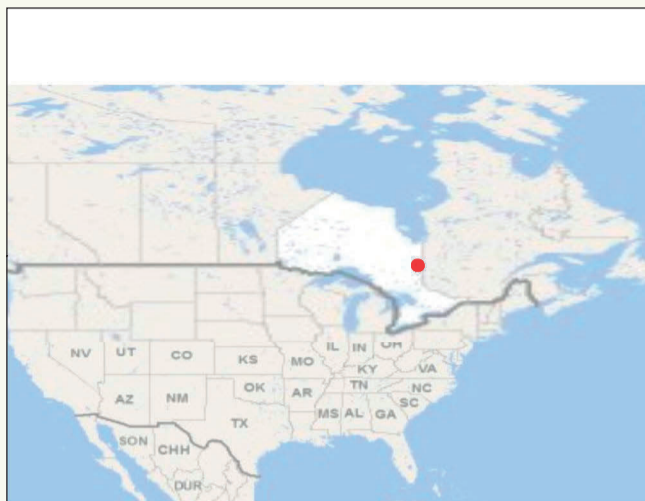 NV UT CO KS MO IL IN OH
KY VA
AZ NM OK AR TN NC
SC
TX MS AL GA
SON CHH
DUR